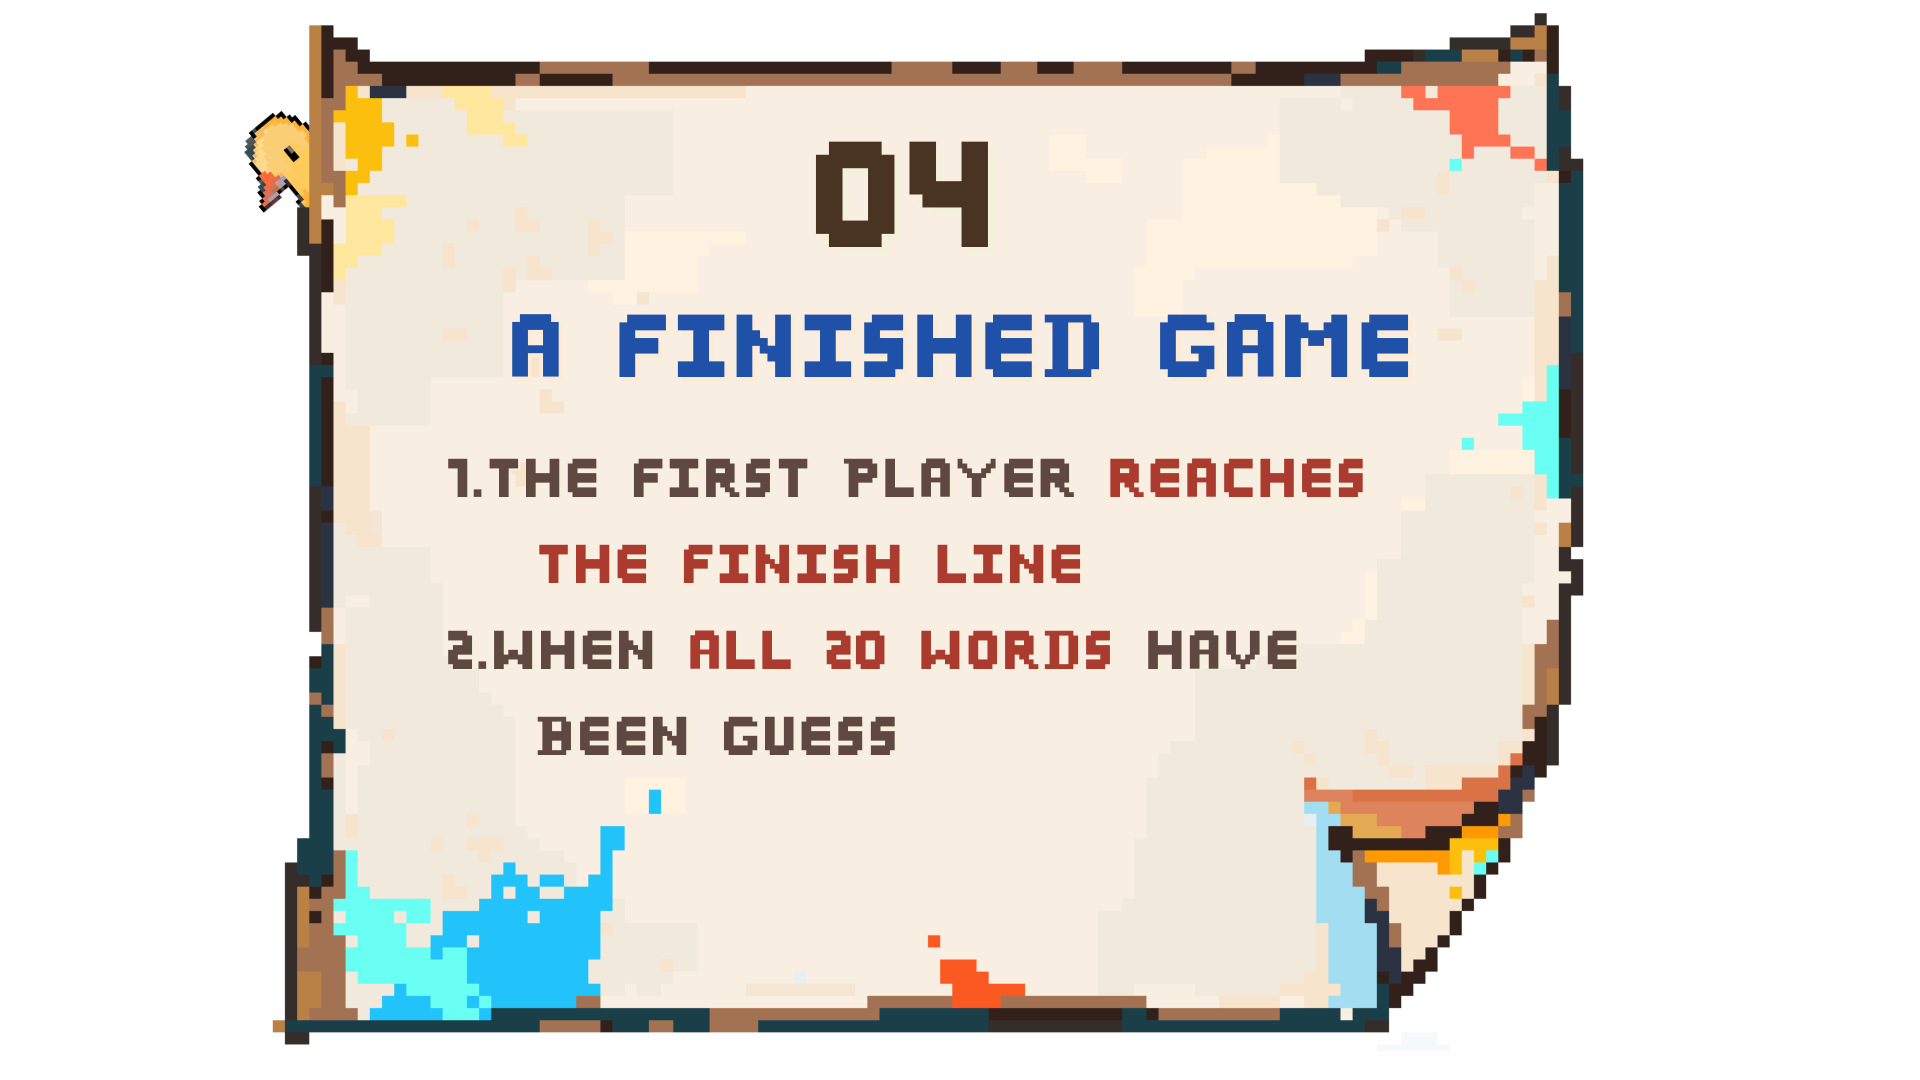 04
A FINISHED GAME
1.THE FIRST PLAYER REACHES
THE FINISH LINE
2.WHEN ALL 20 WORDS HAVE
BEEN GUESS